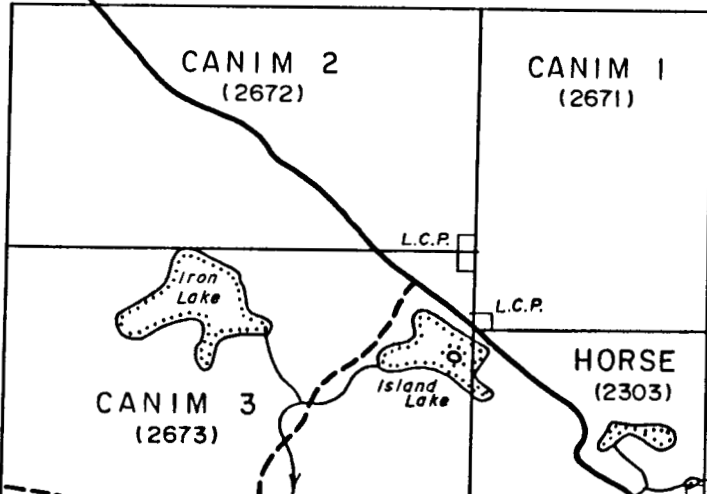 CANIM 2
(2672)
CANIM 1
(2671)
L.C.P.
Iron
Lake
L.C.P.
HORSE
(2303)
Island
Lake
CANIM 3
(2673)